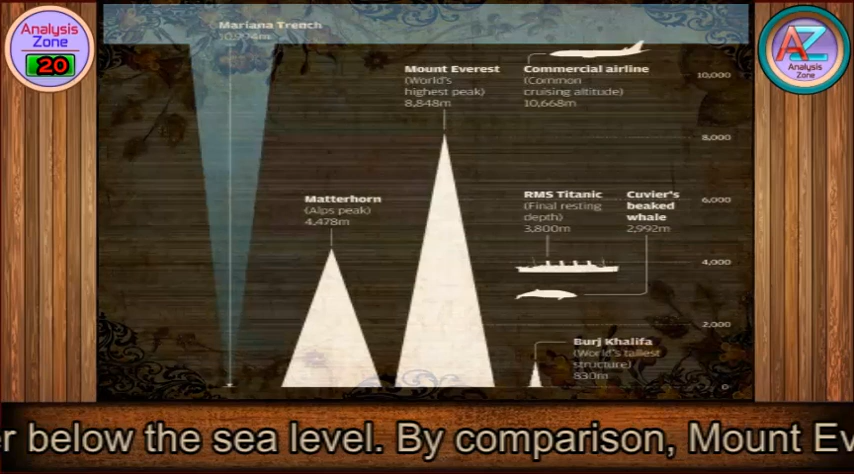 Analysis
Zone
20
Mariana Trench
10,994m
AZ
Analysis
Zone
Mount Everest
(World's
highest peak)
8,848m
Commercial airline
(Common
cruising altitude)
10,668m
10,000
8,000
Matterhorn
(Alps peak)
4,478m
RMS Titanic
(Final resting
depth)
3,800m
Cuvier's
beaked
whale
2,992m
6,000
4,000
2,000
Burj Khalifa
(World's tallest
structure)
830m
0
er below the sea level. By comparison, Mount Ev